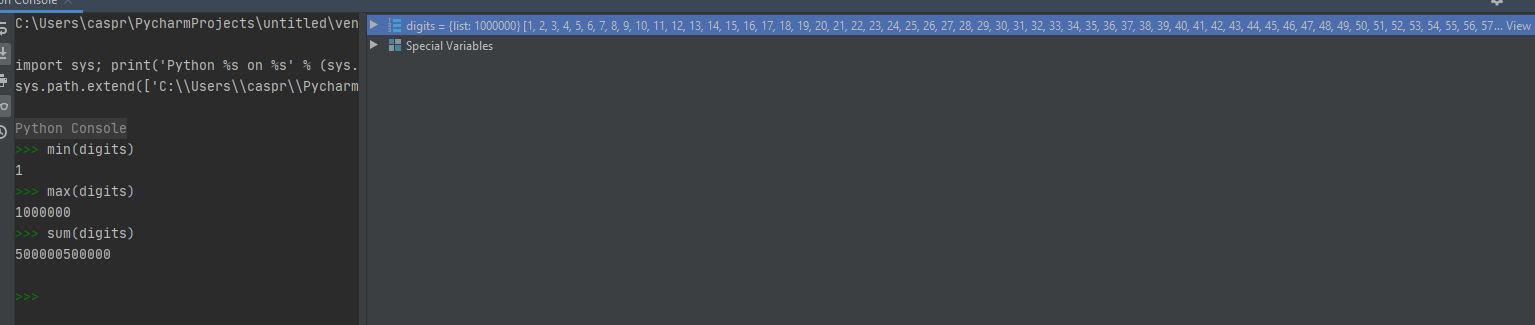 on Console
C:\Users\caspr\PycharmProjects\untitled\ven
import sys; print('Python %s on %s' % (sys.
sys.path.extend(['C:\\Users\\caspr\\Pycharm
Python Console
>>> min(digits)
1
>>> max(digits)
1000000
>>> sum(digits)
500000500000
>>>
digits = {list: 1000000} [1, 2, 3, 4, 5, 6, 7, 8, 9, 10, 11, 12, 13, 14, 15, 16, 17, 18, 19, 20, 21, 22, 23, 24, 25, 26, 27, 28, 29, 30, 31, 32, 33, 34, 35, 36, 37, 38, 39, 40, 41, 42, 43, 44, 45, 46, 47, 48, 49, 50, 51, 52, 53, 54, 55, 56, 57... View
Special Variables